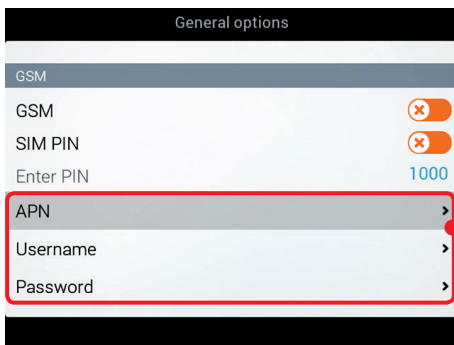 General options
GSM
GSM
SIM PIN
Enter PIN 1000
APN
Username
Password